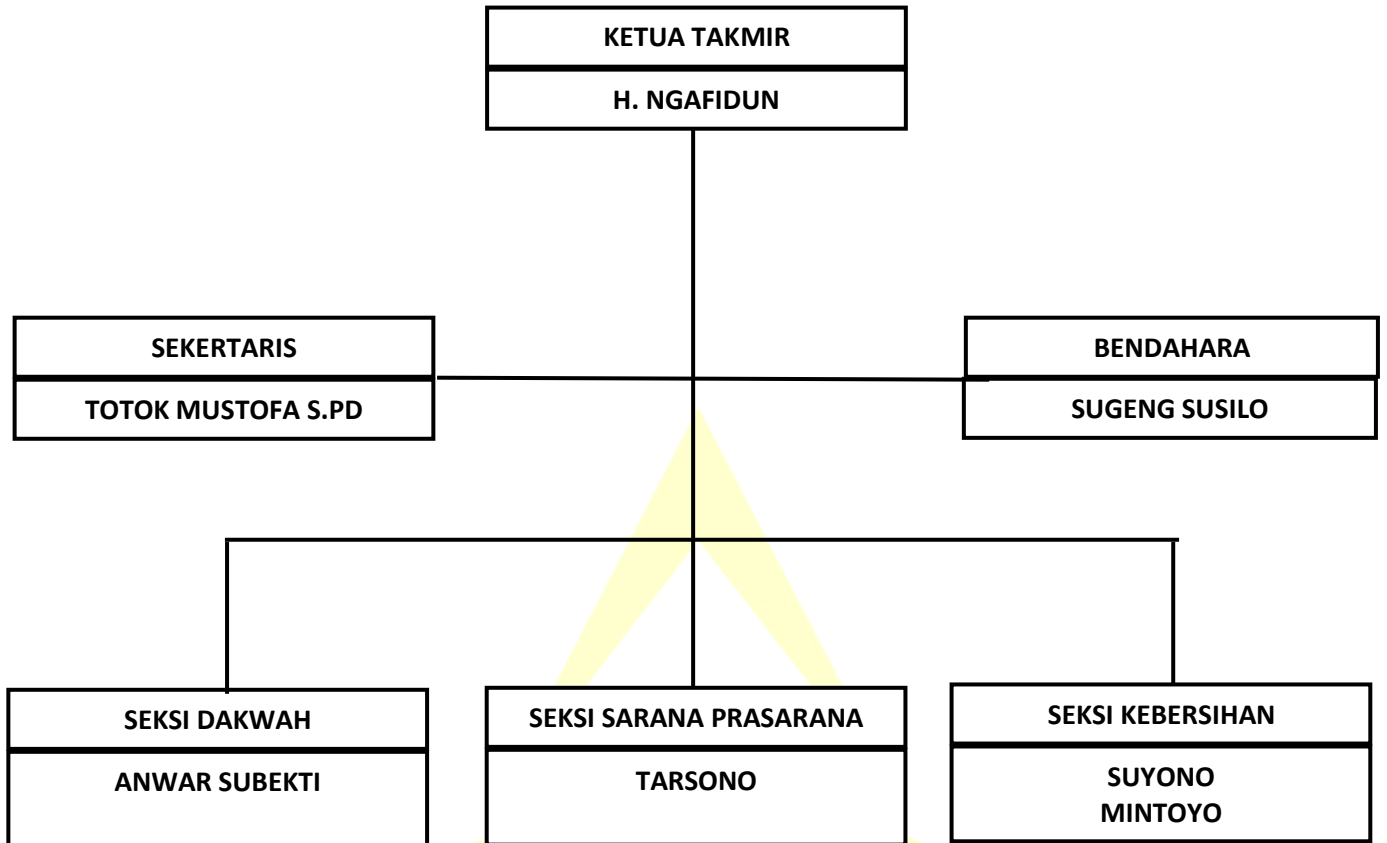 KETUA TAKMIR
H. NGAFIDUN
SEKERTARIS
TOTOK MUSTOFA S.PD
BENDAHARA
SUGENG SUSILO
SEKSI DAKWAH
ANWAR SUBEKTI
SEKSI SARANA PRASARANA
TARSONO
SEKSI KEBERSIHAN
SUYONO
MINTOYO